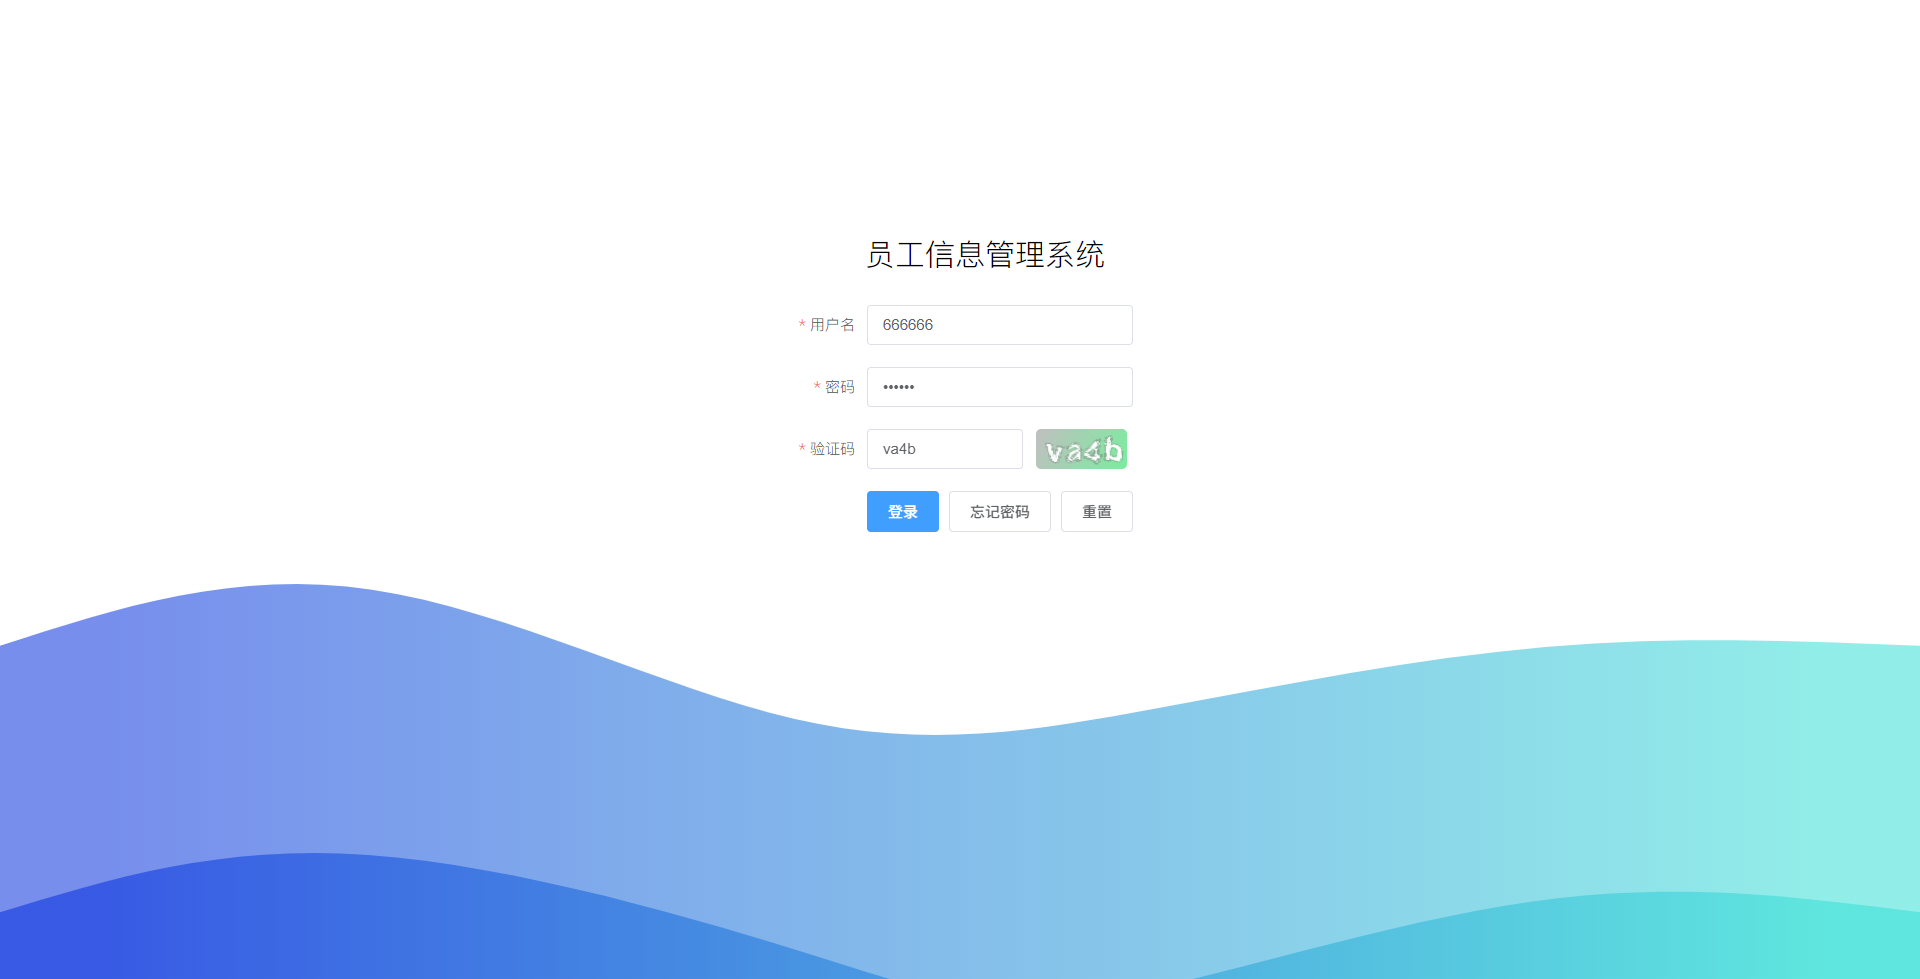 员工信息管理系统
* 用户名 666666
* 密码 ••••••
* 验证码 va4b va4b
登录 忘记密码 重置